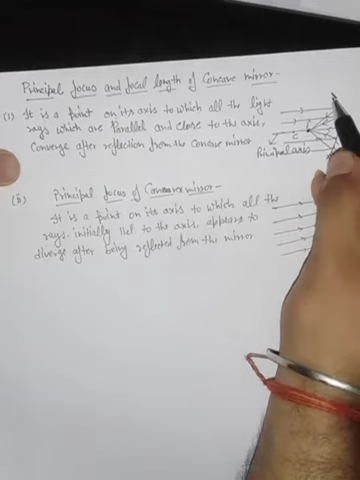 Principal focus and focal length of Concave mirror -
(i) It is a point on its axis to which all the light
rays which are Parallel and close to the axis,
Converge after reflection from the concave mirror
C
Principal axis
(ii) Principal focus of Convex mirror -
It is a point on its axis to which all the
rays, initially llel to the axis, appears to
diverge after being reflected from the mirror